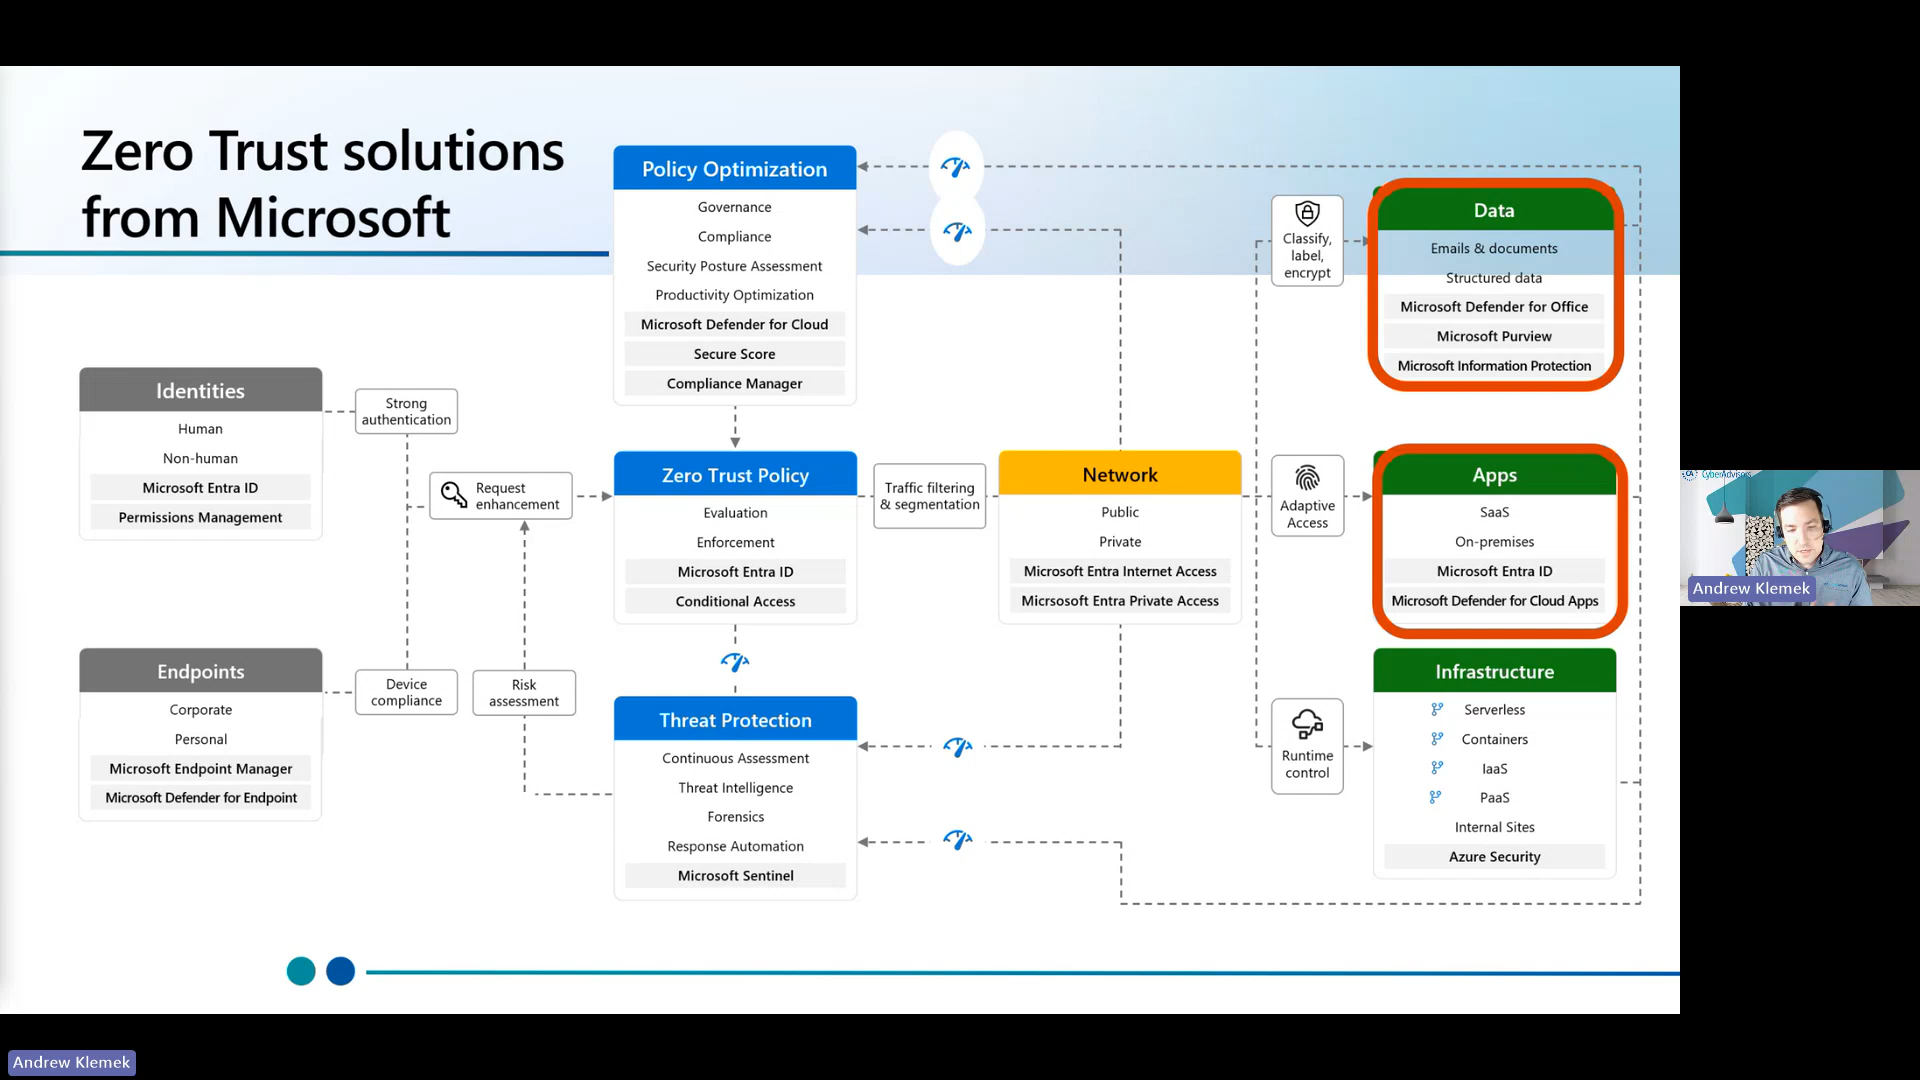 Zero Trust solutions
from Microsoft
Policy Optimization
Governance
Compliance
Security Posture Assessment
Productivity Optimization
Microsoft Defender for Cloud
Secure Score
Compliance Manager
Identities
Human
Non-human
Microsoft Entra ID
Permissions Management
Strong
authentication
Request
enhancement
Endpoints
Corporate
Personal
Microsoft Endpoint Manager
Microsoft Defender for Endpoint
Device
compliance
Risk
assessment
Zero Trust Policy
Evaluation
Enforcement
Microsoft Entra ID
Conditional Access
Threat Protection
Continuous Assessment
Threat Intelligence
Forensics
Response Automation
Microsoft Sentinel
Traffic filtering
& segmentation
Network
Public
Private
Microsoft Entra Internet Access
Micrsosoft Entra Private Access
Classify,
label,
encrypt
Adaptive
Access
Runtime
control
Data
Emails & documents
Structured data
Microsoft Defender for Office
Microsoft Purview
Microsoft Information Protection
Apps
SaaS
On-premises
Microsoft Entra ID
Microsoft Defender for Cloud Apps
Infrastructure
Serverless
Containers
IaaS
PaaS
Internal Sites
Azure Security
CyberAdvisors
Andrew Klemek
Andrew Klemek